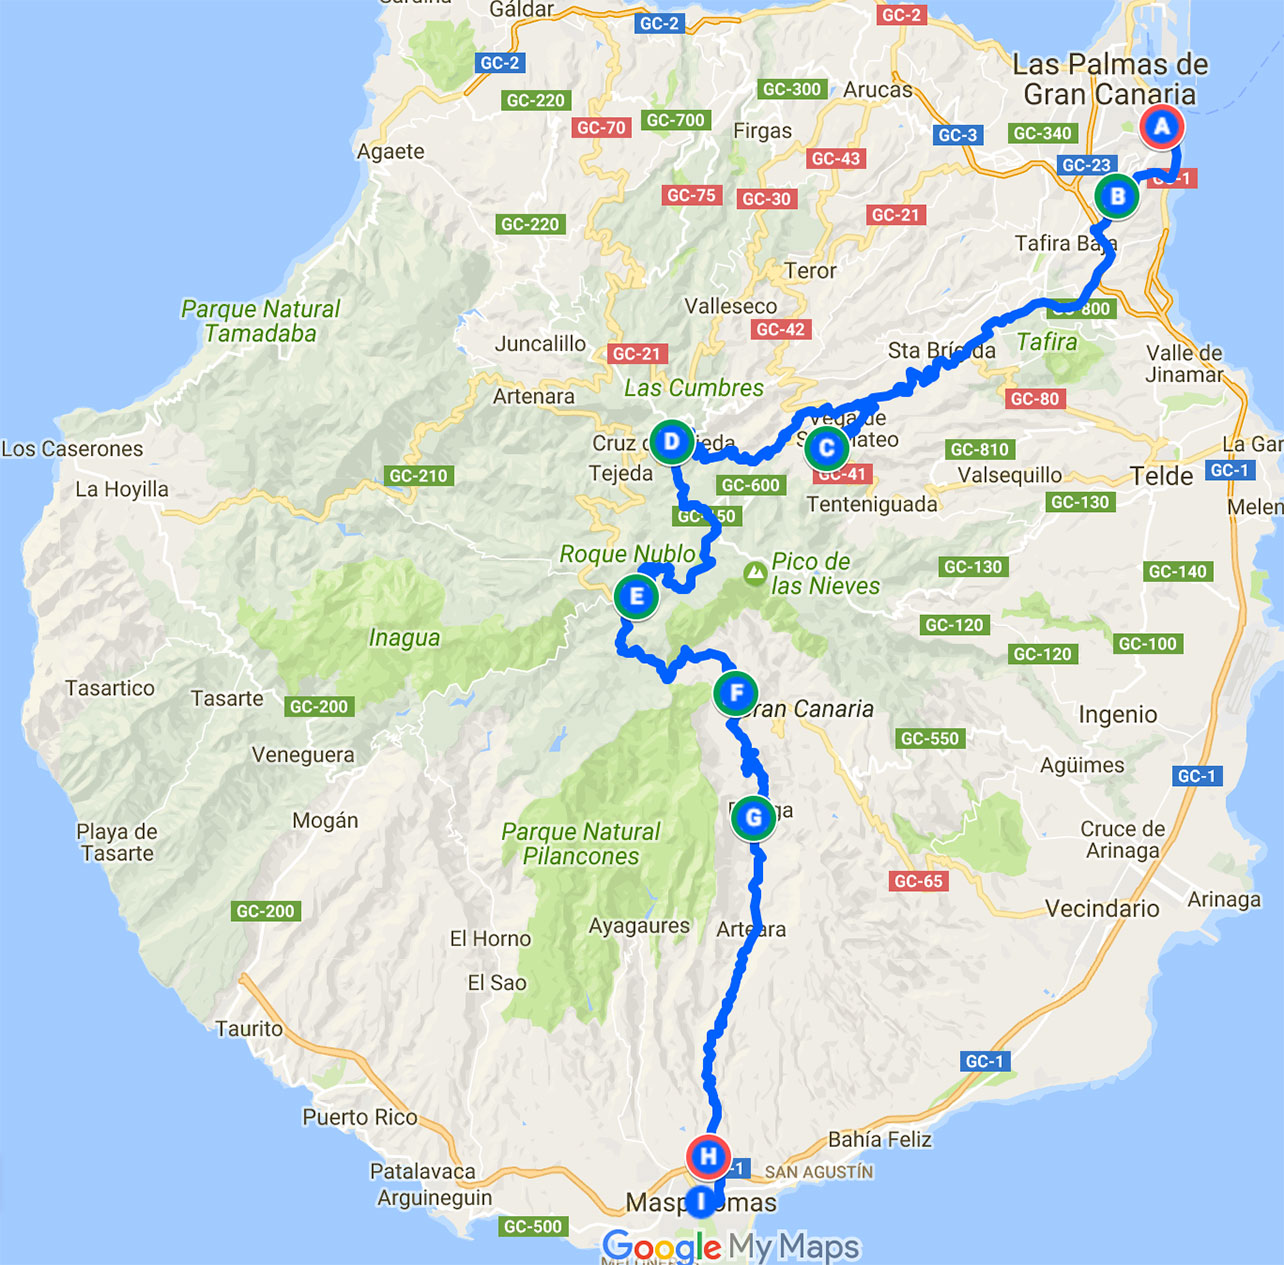 Gáldar
GC-2
GC-2
GC-2
Las Palmas de
Gran Canaria
GC-220
GC-300
Arucas
GC-70
GC-700
Firgas
GC-3
GC-340
A
Agaete
GC-43
GC-23
GC-1
GC-75
GC-30
B
GC-220
GC-21
Tafira Baja
Teror
Parque Natural
Tamadaba
Valleseco
GC-800
GC-42
Juncalillo
GC-21
Sta Brígida
Tafira
Valle de
Jinamar
Las Cumbres
Artenara
GC-80
Vega de
San Mateo
Los Caserones
D
C
GC-810
La Gar
Tejeda
GC-210
GC-41
Valsequillo
Telde
GC-1
La Hoyilla
GC-600
Tenteniguada
GC-130
Melen
Roque Nublo
Pico de
las Nieves
GC-130
GC-140
E
Inagua
GC-120
GC-100
GC-120
Tasartico
Tasarte
GC-200
F
Gran Canaria
Ingenio
Veneguera
GC-550
Agüimes
GC-1
Mogán
G
Playa de
Tasarte
Parque Natural
Pilancones
Cruce de
Arinaga
GC-65
Arinaga
GC-200
Vecindario
Ayagaures
Arteara
El Horno
El Sao
Taurito
GC-1
Puerto Rico
Bahía Feliz
H
-1
SAN AGUSTÍN
Patalavaca
Arguineguin
Maspalomas
I
GC-500
Google My Maps